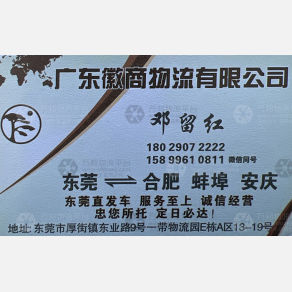 广东徽商物流有限公司
邓留红
180 2907 2222
158 9961 0811 微信同号
东莞 ⇌ 合肥 蚌埠 安庆
东莞直发车 服务至上 诚信经营
忠您所托 定日必达!
地址:东莞市厚街镇东业路9号一带物流园E栋A区13-19号